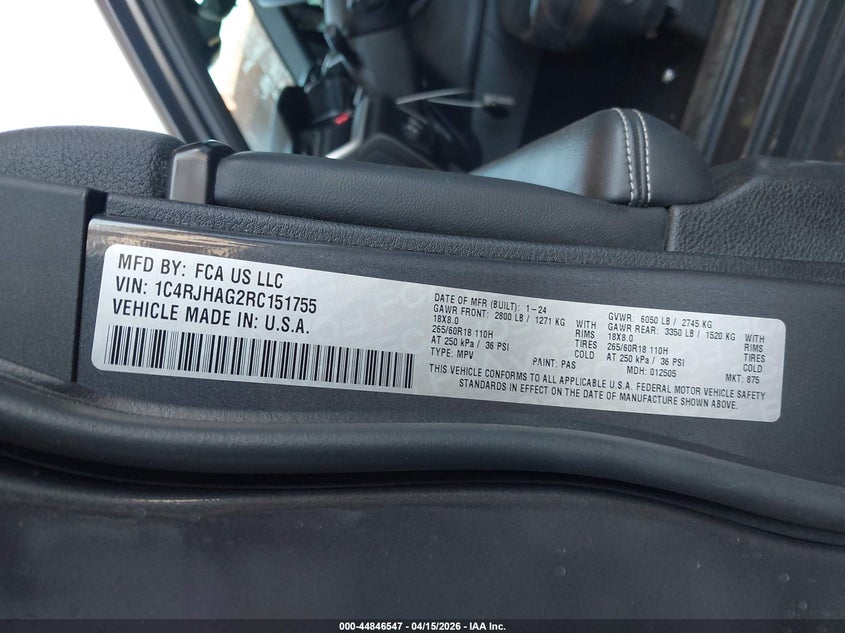 MFD BY: FCA US LLC
VIN: 1C4RJHAG2RC151755
VEHICLE MADE IN: U.S.A.
DATE OF MFR (BUILT): 1-24
GAWR FRONT: 2800 LB / 1271 KG WITH
18X8.0 RIMS
265/60R18 110H TIRES
AT 250 kPa / 36 PSI COLD
TYPE: MPV PAINT: PAS
GVWR: 6050 LB / 2745 KG
GAWR REAR: 3350 LB / 1520 KG WITH
18X8.0 RIMS
265/60R18 110H TIRES
AT 250 kPa / 36 PSI COLD
MDH: 012505 MKT: 875
THIS VEHICLE CONFORMS TO ALL APPLICABLE U.S.A. FEDERAL MOTOR VEHICLE SAFETY
STANDARDS IN EFFECT ON THE DATE OF MANUFACTURE SHOWN ABOVE.
000-44846547 - 04/15/2026 - IAA Inc.